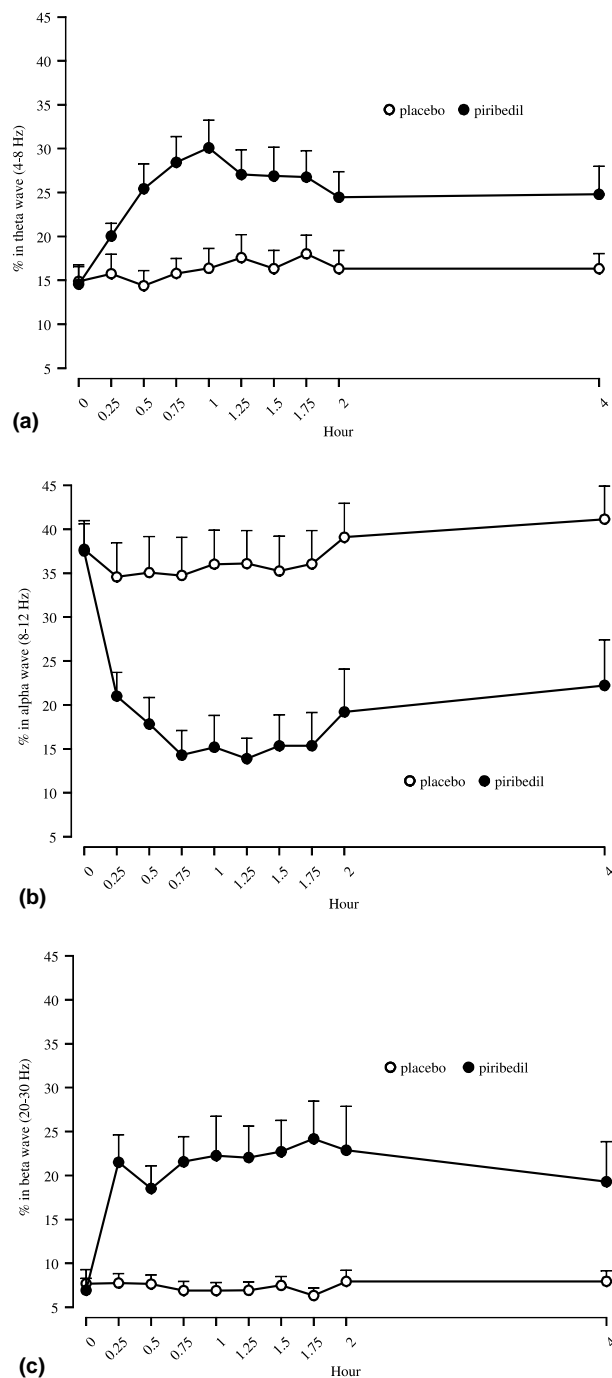 45
40
35
30
25
20
15
10
5
% in theta wave (4–8 Hz)
placebo piribedil
0 0.25 0.5 0.75 1 1.25 1.5 1.75 2 4
Hour
(a)
45
40
35
30
25
20
15
10
5
% in alpha wave (8-12 Hz)
placebo piribedil
0 0.25 0.5 0.75 1 1.25 1.5 1.75 2 4
Hour
(b)
45
40
35
30
25
20
15
10
5
% in beta wave (20-30 Hz)
placebo piribedil
0 0.25 0.5 0.75 1 1.25 1.5 1.75 2 4
Hour
(c)